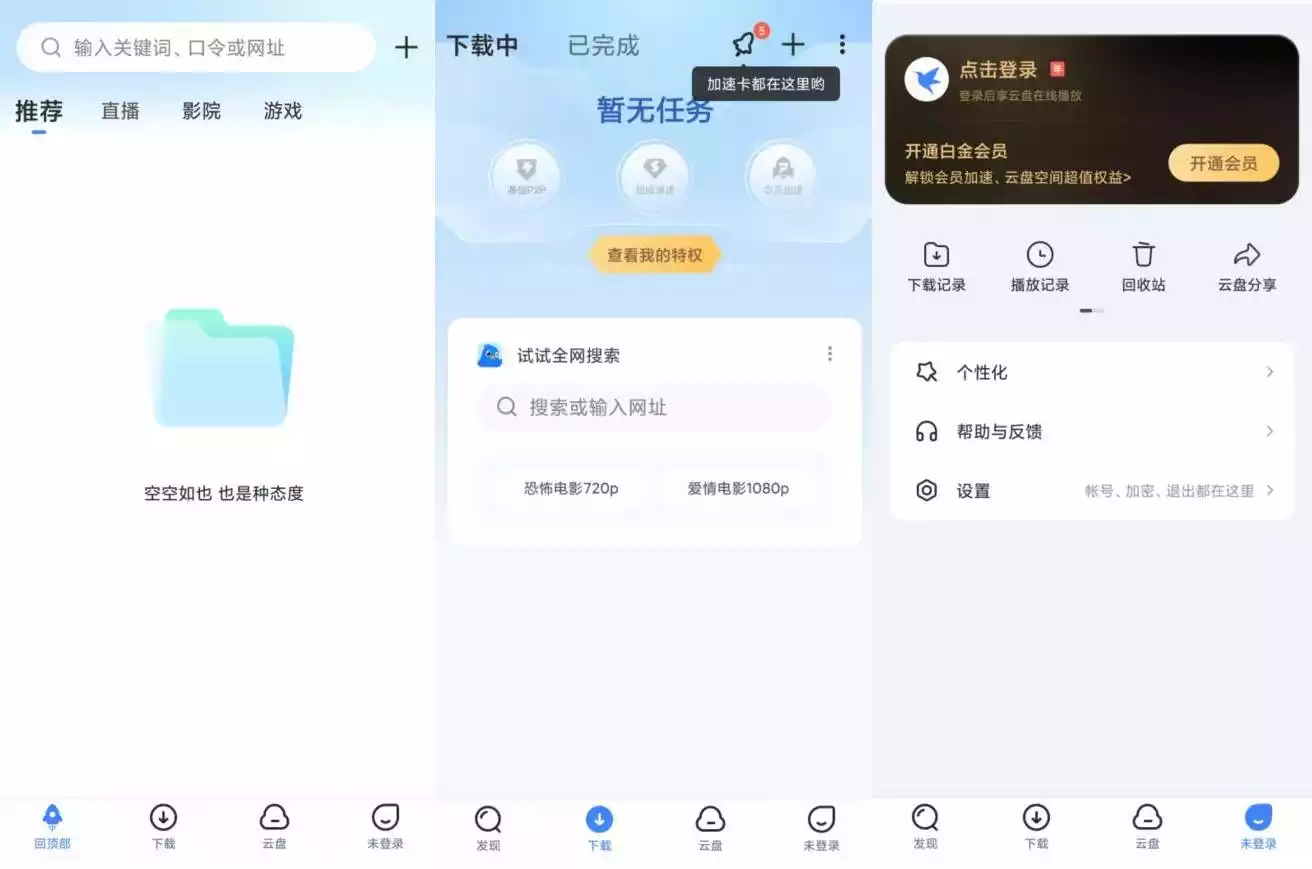 输入关键词、口令或网址
推荐
直播
影院
游戏
空空如也 也是种态度
回顶部
下载
云盘
未登录
下载中
已完成
5
加速卡都在这里哟
暂无任务
基础P2P
会员加速
查看我的特权
试试全网搜索
搜索或输入网址
恐怖电影720p
爱情电影1080p
发现
下载
云盘
未登录
点击登录
年
登录后享云盘在线播放
开通白金会员
解锁会员加速、云盘空间超值权益>
开通会员
下载记录
播放记录
回收站
云盘分享
个性化
帮助与反馈
设置
帐号、加密、退出都在这里
发现
下载
云盘
未登录